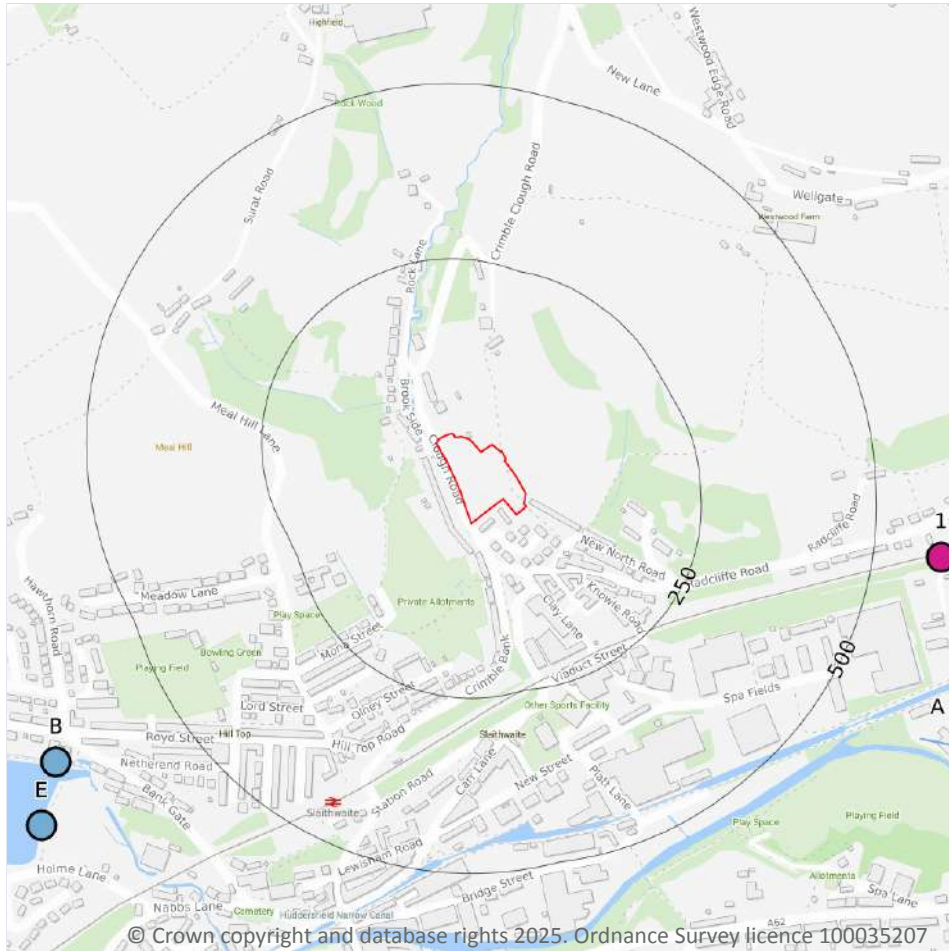 Highfield
Rock Wood
Surat Road
Westwood Edge Road
New Lane
Crimble Clough Road
Wellgate
Westwood Farm
Rock Lane
Meal Hill Lane
Meal Hill
Brook Side
Clough Road
1
Radcliffe Road
New North Road
Radcliffe Road
250
Hawthorn Road
Meadow Lane
Private Allotments
Knowle Road
Clay Lane
Play Space
Mona Street
Bowling Green
Playing Field
Crimble Bank
Viaduct Street
500
Olney Street
Lord Street
Spa Fields
A
Other Sports Facility
B
Royd Street
Hill Top
Hill Top Road
Slaithwaite
Netherend Road
E
Bank Gate
Carr Lane
New Street
Platt Lane
Station Road
Slaithwaite
Play Space
Playing Field
Lewisham Road
Holme Lane
Bridge Street
Allotments
Spa Lane
Nabbs Lane
Cemetery
Huddersfield Narrow Canal
A62
© Crown copyright and database rights 2025. Ordnance Survey licence 100035207